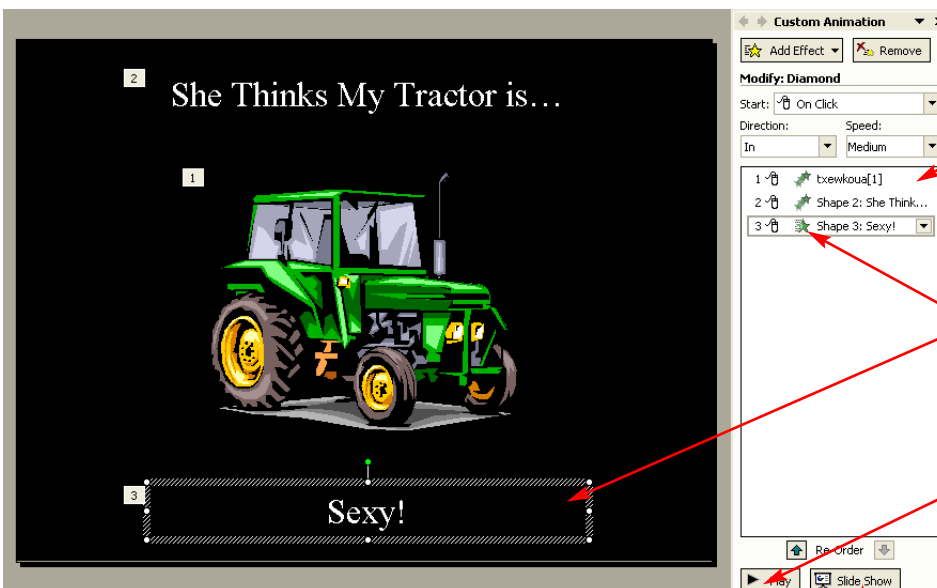 Custom Animation
Add Effect
Remove
Modify: Diamond
Start: On Click
Direction: Speed:
In Medium
1 txewkoua[1]
2 Shape 2: She Think...
3 Shape 3: Sexy!
Re-Order
Play Slide Show
2
She Thinks My Tractor is...
1
3
Sexy!